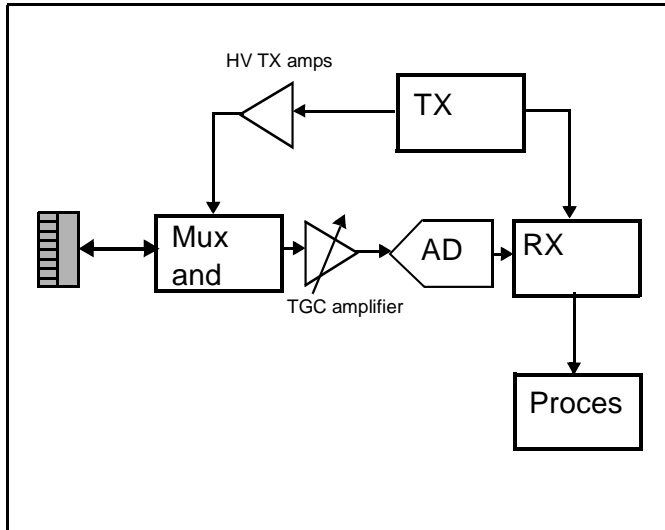 HV TX amps
TX
Mux
and
TGC amplifier
AD
RX
Proces